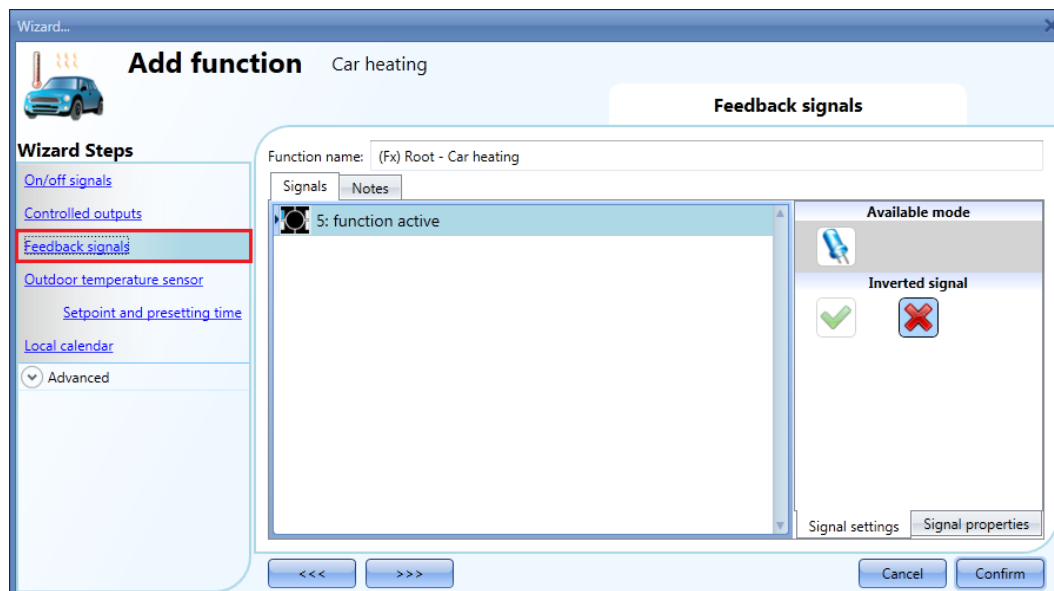 Wizard...
Add function Car heating
Feedback signals
Wizard Steps
On/off signals
Controlled outputs
Feedback signals
Outdoor temperature sensor
Setpoint and presetting time
Local calendar
Advanced
Function name: (Fx) Root - Car heating
Signals Notes
5: function active
Available mode
Inverted signal
Signal settings Signal properties
<<< >>> Cancel Confirm